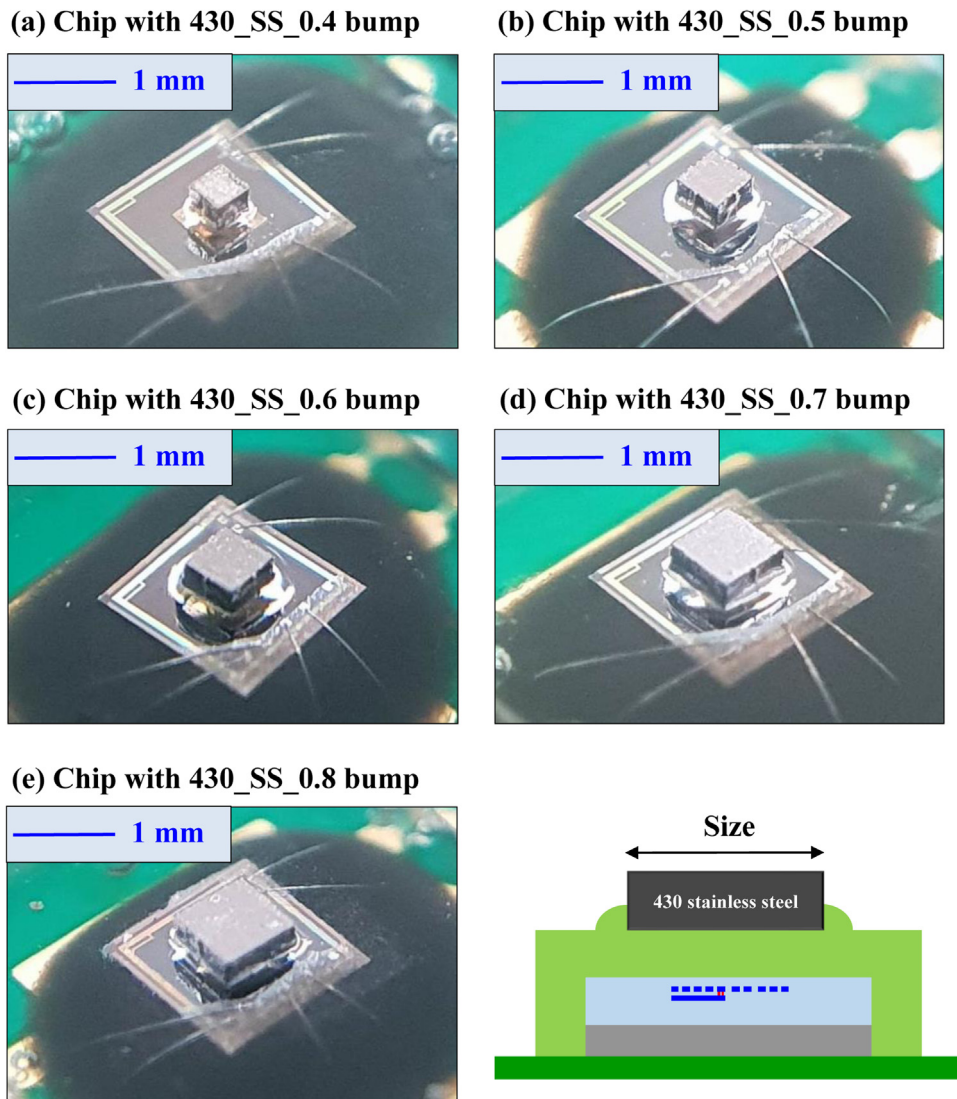 (a) Chip with 430_SS_0.4 bump
1 mm
(b) Chip with 430_SS_0.5 bump
1 mm
(c) Chip with 430_SS_0.6 bump
1 mm
(d) Chip with 430_SS_0.7 bump
1 mm
(e) Chip with 430_SS_0.8 bump
1 mm
Size
430 stainless steel